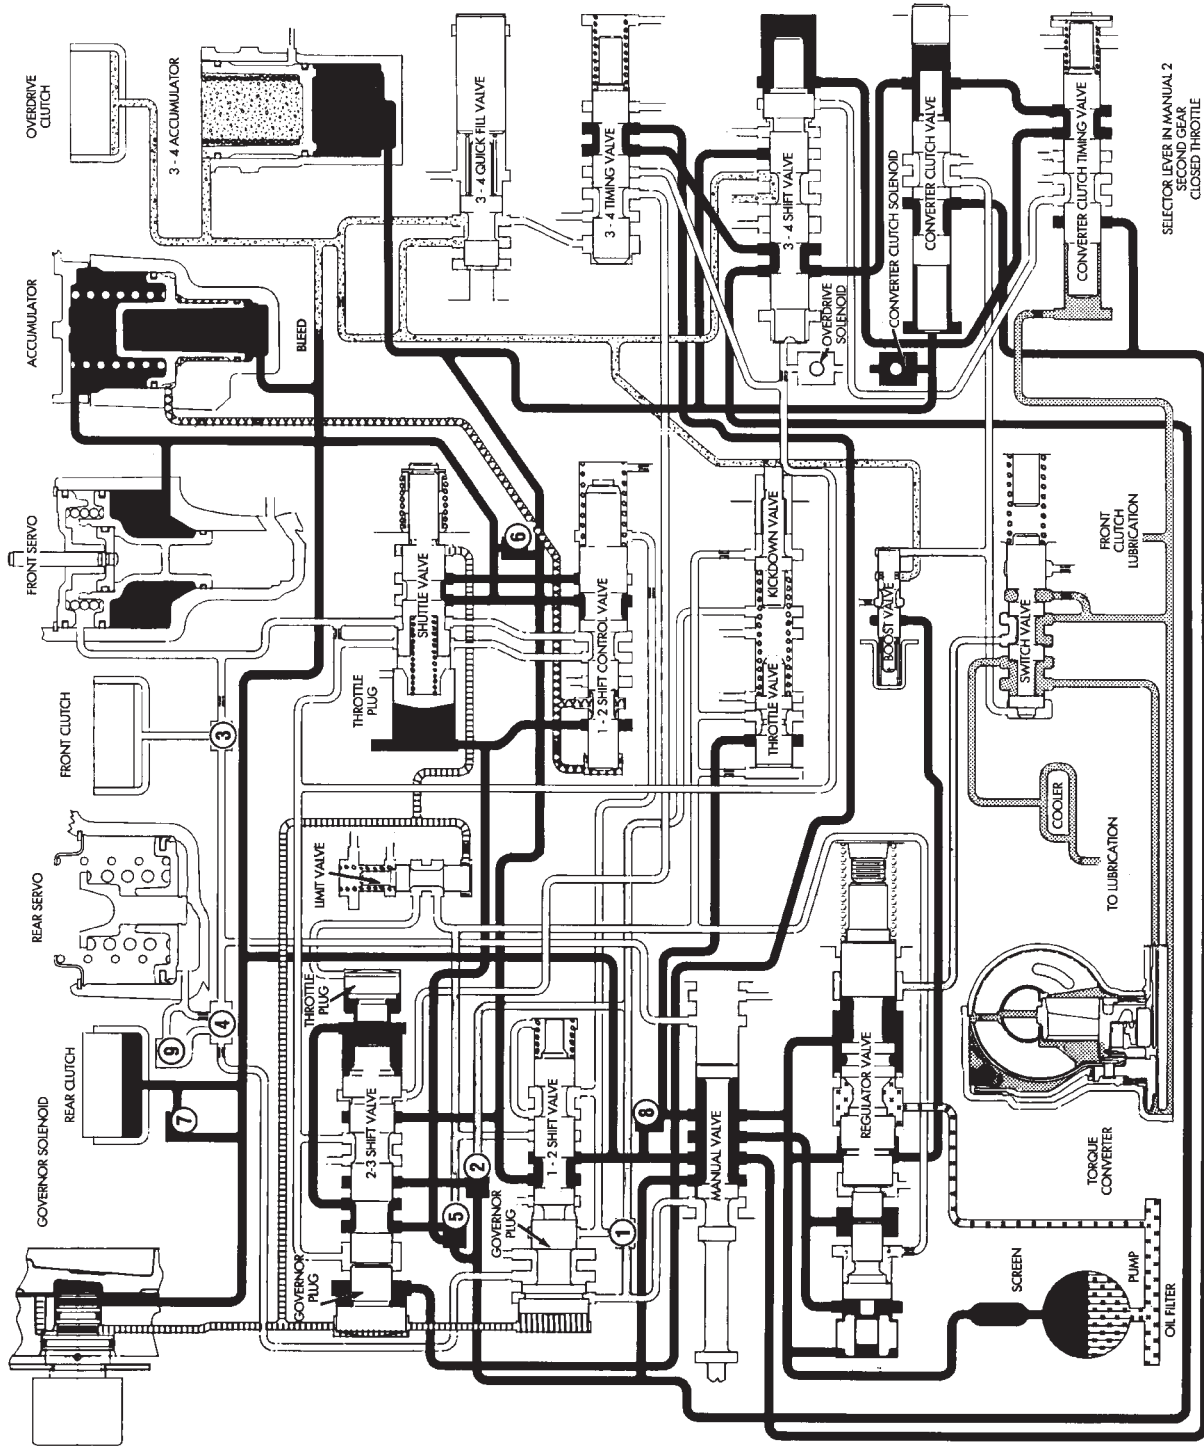 OVERDRIVE
CLUTCH
3 - 4 ACCUMULATOR
3 - 4 QUICK FILL VALVE
3 - 4 TIMING VALVE
3 - 4 SHIFT VALVE
CONVERTER CLUTCH VALVE
CONVERTER CLUTCH TIMING VALVE
SELECTOR LEVER IN MANUAL 2
SECOND GEAR
CLOSED THROTTLE
ACCUMULATOR
BLEED
OVERDRIVE
SOLENOID
CONVERTER CLUTCH SOLENOID
FRONT SERVO
SHUTTLE VALVE
6
1 - 2 SHIFT CONTROL VALVE
KICKDOWN VALVE
THROTTLE VALVE
BOOST VALVE
SWITCH VALVE
FRONT
CLUTCH
LUBRICATION
FRONT CLUTCH
3
THROTTLE
PLUG
COOLER
TO LUBRICATION
REAR SERVO
LIMIT VALVE
REAR CLUTCH
9
4
7
THROTTLE
PLUG
2-3 SHIFT VALVE
1 - 2 SHIFT VALVE
8
MANUAL VALVE
REGULATOR VALVE
TORQUE
CONVERTER
GOVERNOR SOLENOID
GOVERNOR
PLUG
5
2
GOVERNOR
PLUG
1
SCREEN
PUMP
OIL FILTER